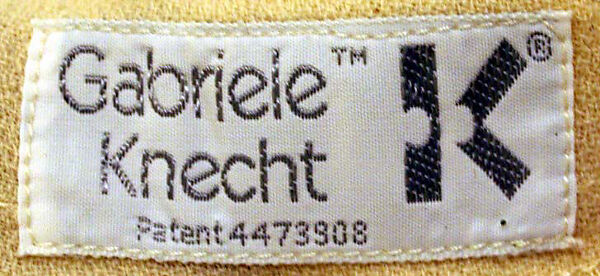 Gabriele™ K®
Knecht
Patent 4473908